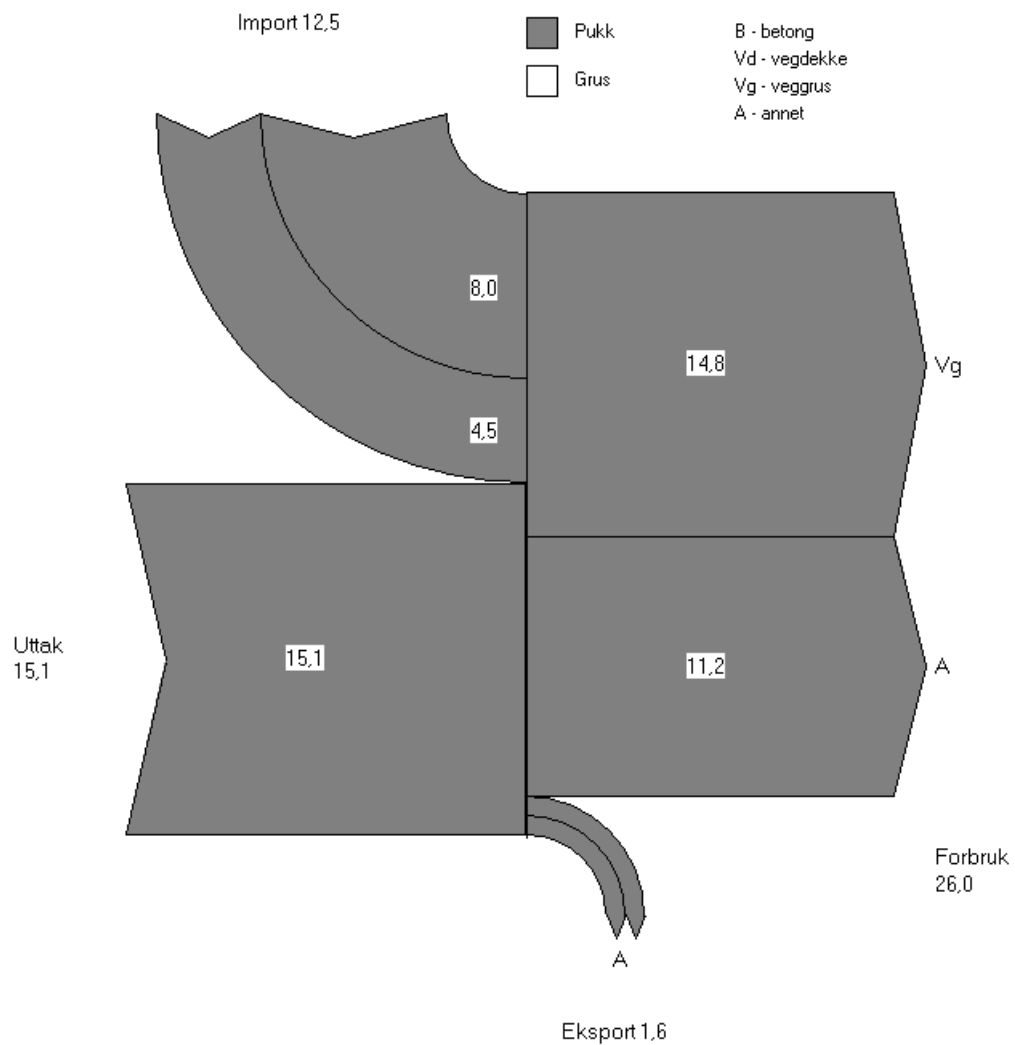 Import 12,5
Pukk
Grus
B - betong
Vd - vegdekke
Vg - veggrus
A - annet
8,0
14,8
Vg
4,5
Uttak
15,1
15,1
11,2
A
Forbruk
26,0
A
Eksport 1,6